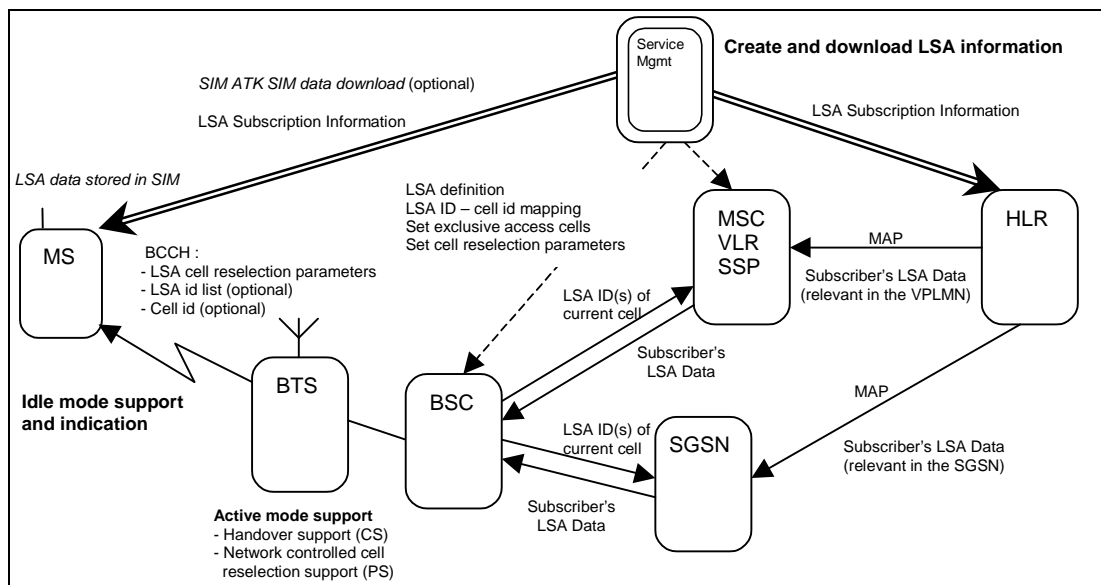 Service
Mgmt
Create and download LSA information
SIM ATK SIM data download (optional)
LSA Subscription Information
LSA Subscription Information
LSA data stored in SIM
LSA definition
LSA ID – cell id mapping
Set exclusive access cells
Set cell reselection parameters
MS
MSC
VLR
SSP
HLR
MAP
Subscriber's LSA Data
(relevant in the VPLMN)
BCCH :
- LSA cell reselection parameters
- LSA id list (optional)
- Cell id (optional)
LSA ID(s) of
current cell
Subscriber's
LSA Data
BTS
BSC
Idle mode support
and indication
MAP
LSA ID(s) of
current cell
SGSN
Subscriber's LSA Data
(relevant in the SGSN)
Subscriber's
LSA Data
Active mode support
- Handover support (CS)
- Network controlled cell
reselection support (PS)